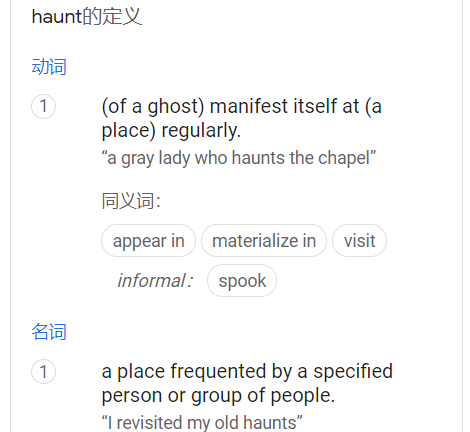 haunt的定义
动词
1
(of a ghost) manifest itself at (a
place) regularly.
“a gray lady who haunts the chapel”
同义词：
appear in materialize in visit
informal： spook
名词
1
a place frequented by a specified
person or group of people.
“I revisited my old haunts”